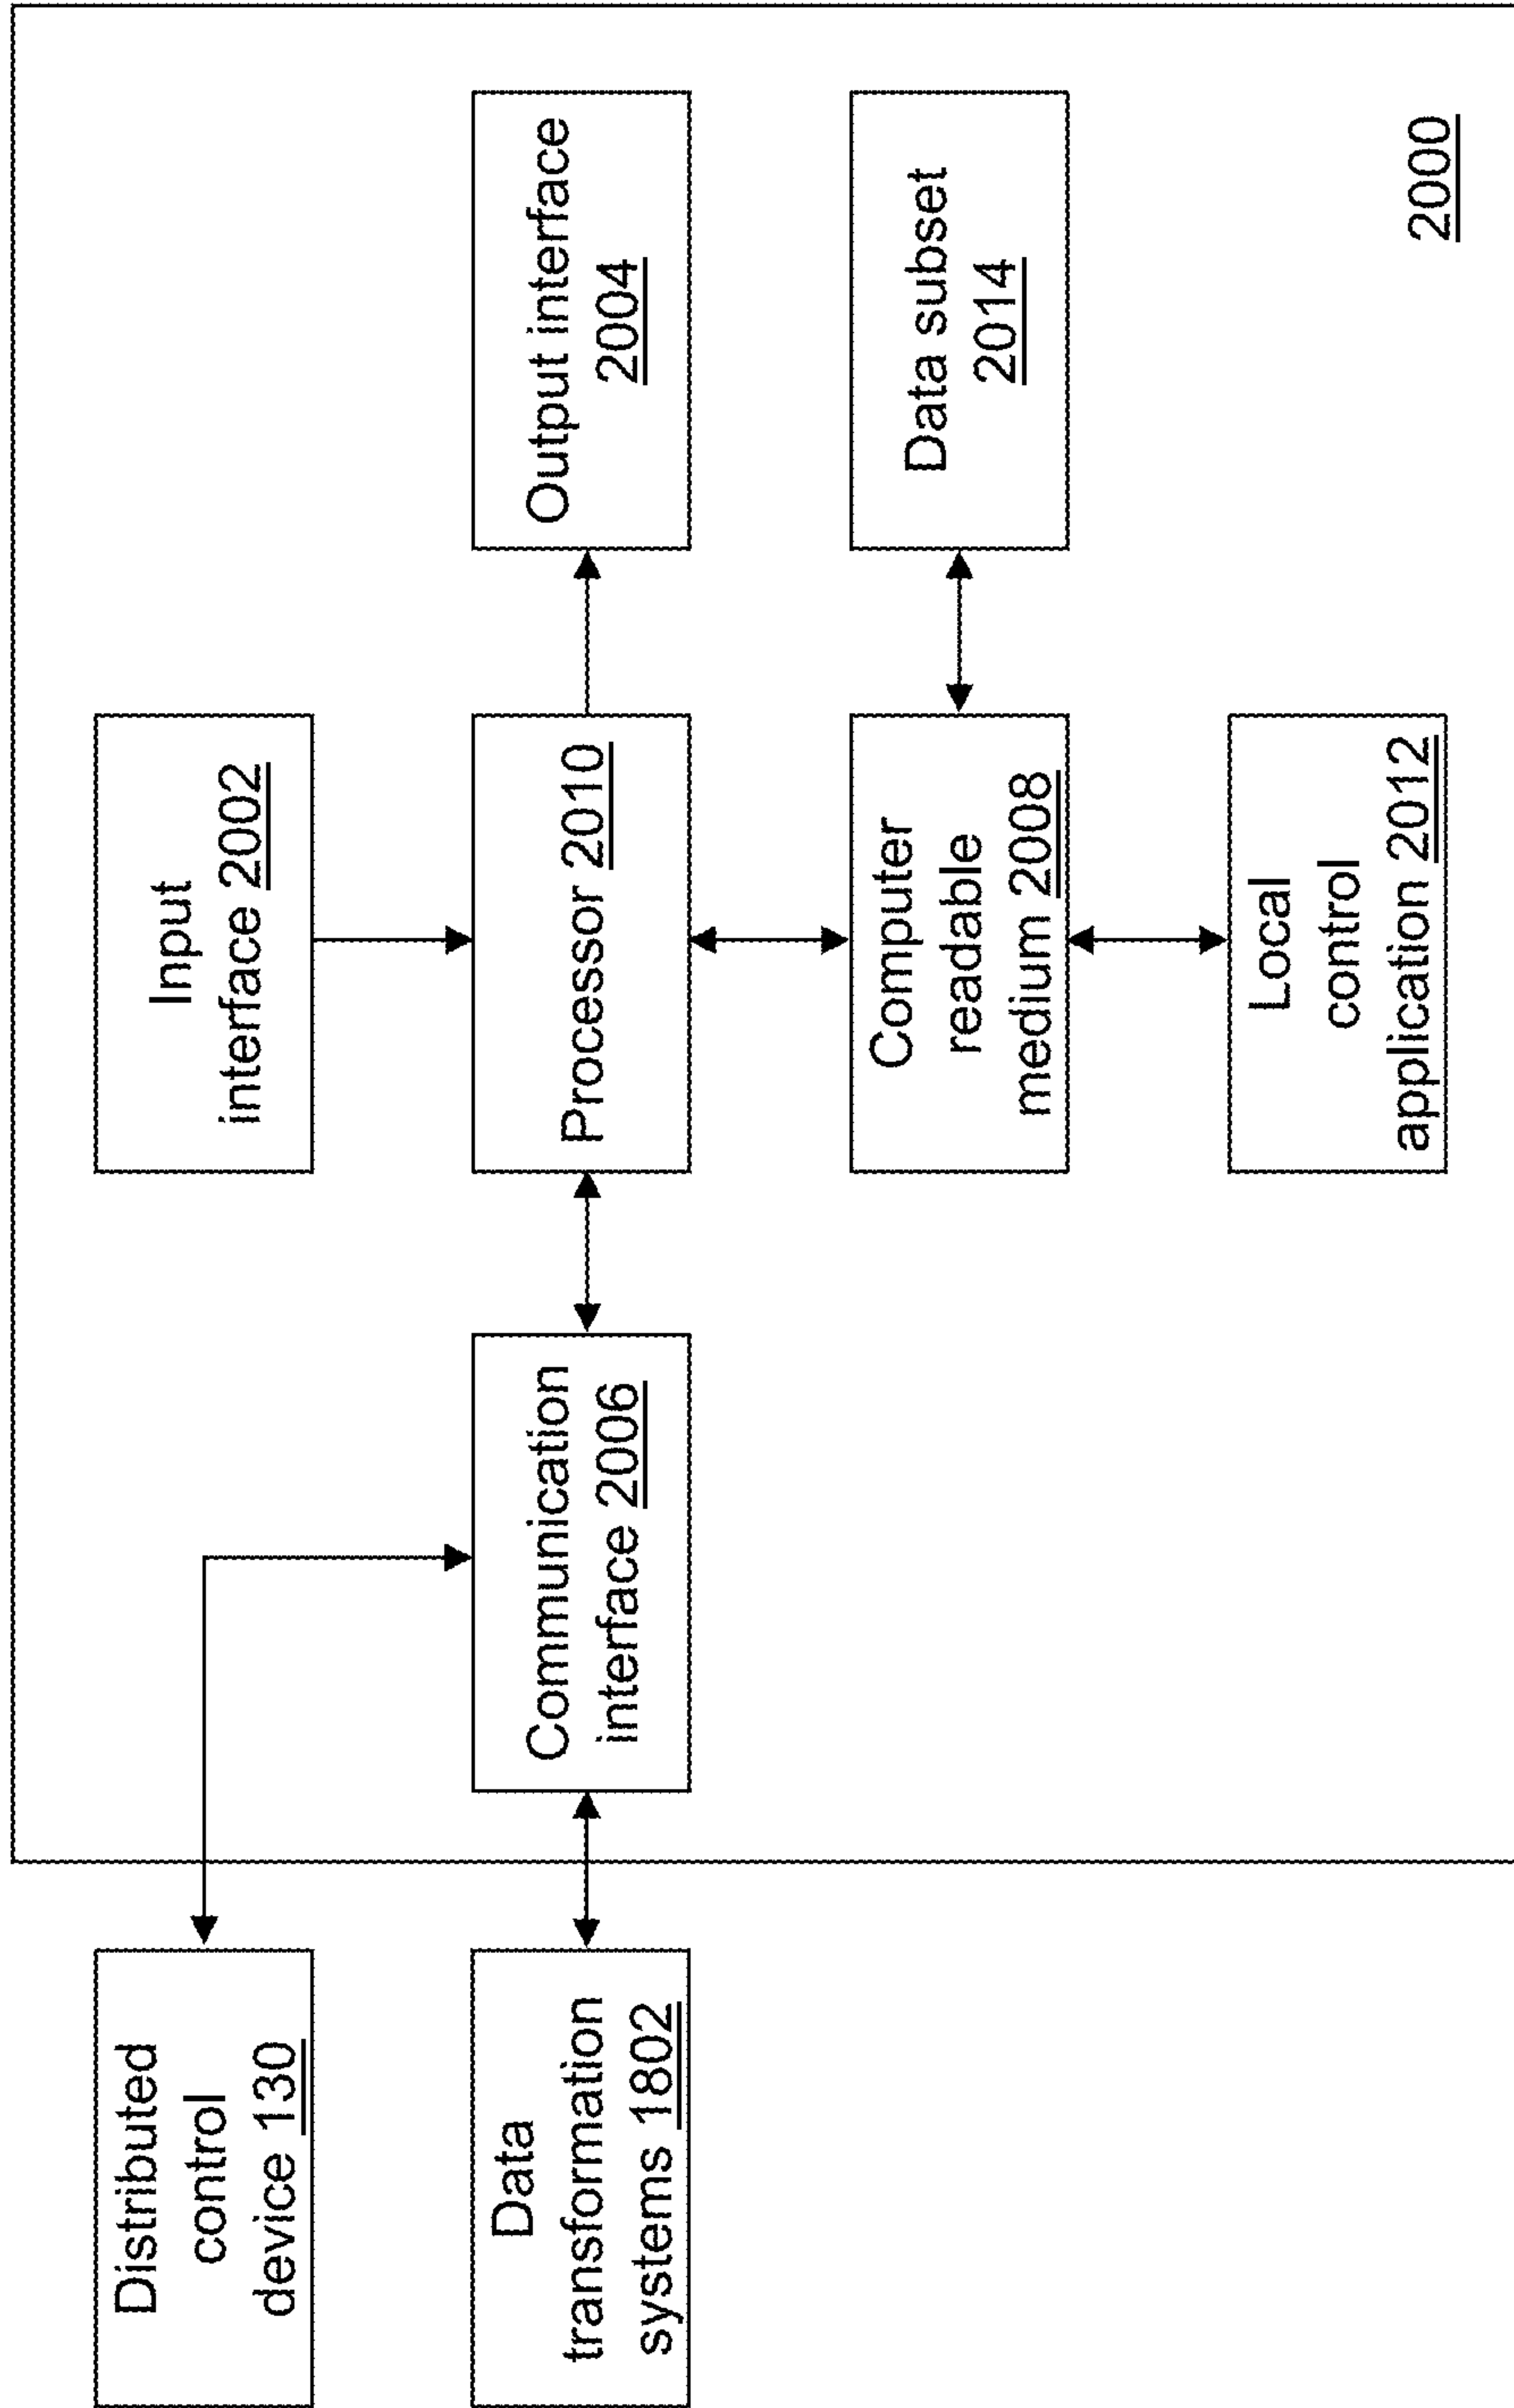 Distributed
control
device 130
Data
transformation
systems 1802
Communication
interface 2006
Input
interface 2002
Processor 2010
Computer
readable
medium 2008
Local
control
application 2012
Output interface
2004
Data subset
2014
2000